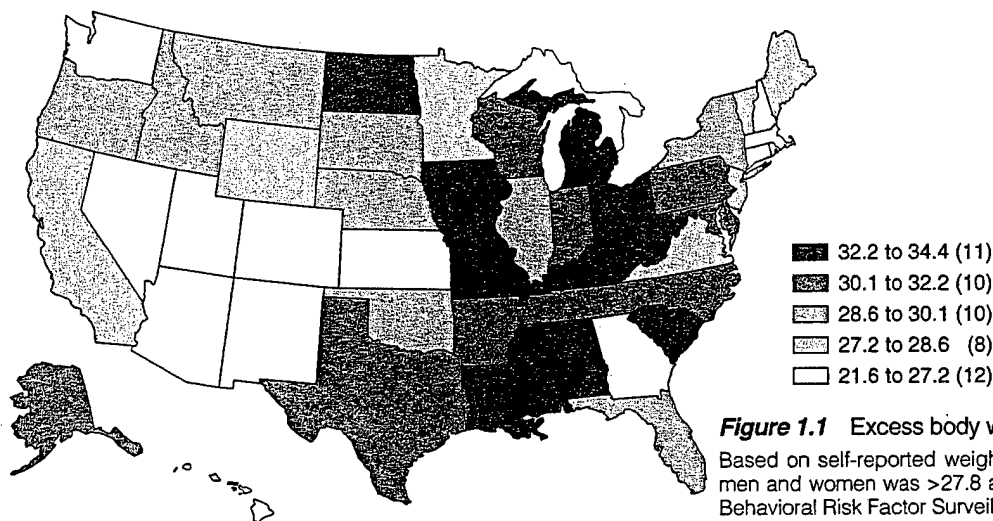 32.2 to 34.4 (11)
30.1 to 32.2 (10)
28.6 to 30.1 (10)
27.2 to 28.6 (8)
21.6 to 27.2 (12)
Figure 1.1 Excess body
Based on self-reported
men and women was >27.8
Behavioral Risk Factor